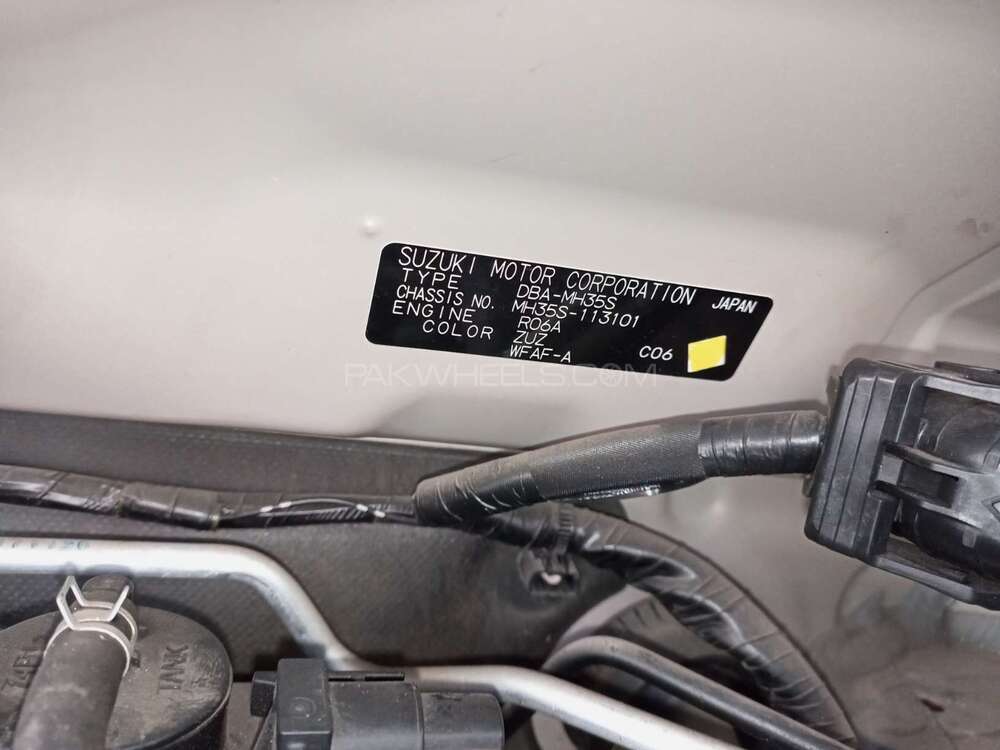 SUZUKI MOTOR CORPORATION JAPAN
TYPE DBA-MH35S
CHASSIS NO. MH35S-113101
ENGINE R06A
COLOR ZUZ
WFAF-A C06
PAKWHEELS.COM
TANK